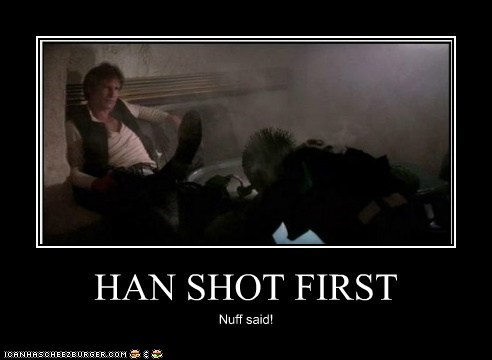 HAN SHOT FIRST
Nuff said!
ICANHASCHEEZBURGER.COM